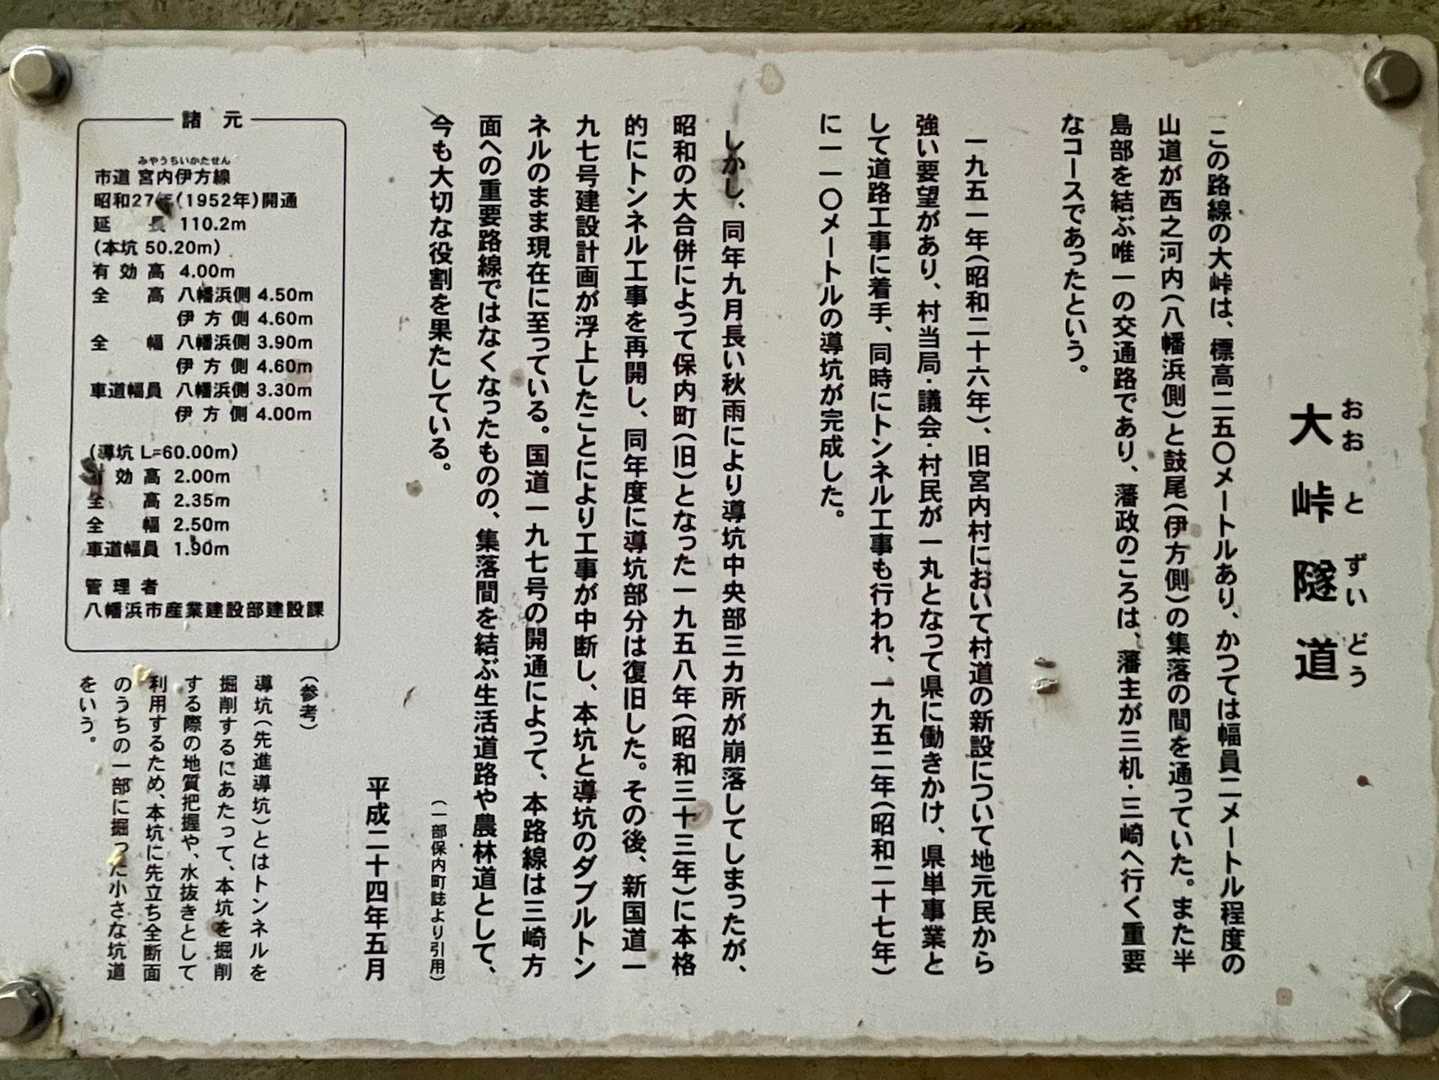 大峠隧道
おおとずいどう
この路線の大峠は、標高二五〇メートルあり、かつては幅員二メートル程度の
山道が西之河内(八幡浜側)と鼓尾(伊方側)の集落の間を通っていた。また半
島部を結ぶ唯一の交通路であり、藩政のころは、藩主が三机・三崎へ行く重要
なコースであったという。
一九五一年(昭和二十六年)、旧宮内村において村道の新設について地元民から
強い要望があり、村当局・議会・村民が一丸となって県に働きかけ、県単事業と
して道路工事に着手、同時にトンネル工事も行われ、一九五二年(昭和二十七年)
に一一〇メートルの導坑が完成した。
しかし、同年九月長い秋雨により導坑中央部三カ所が崩落してしまったが、
昭和の大合併によって保内町(旧)となった一九五八年(昭和三十三年)に本格
的にトンネル工事を再開し、同年度に導坑部分は復旧した。その後、新国道一
九七号建設計画が浮上したことにより工事が中断し、本坑と導坑のダブルトン
ネルのまま現在に至っている。国道一九七号の開通によって、本路線は三崎方
面への重要路線ではなくなったものの、集落間を結ぶ生活道路や農林道として、
今も大切な役割を果たしている。
(一部保内町誌より引用)
平成二十四年五月
諸元
みやうちいかたせん
市道 宮内伊方線
昭和27年(1952年)開通
延長 110.2m
(本坑 50.20m)
有効高 4.00m
全高 八幡浜側 4.50m
伊方側 4.60m
全幅 八幡浜側 3.90m
伊方側 4.60m
車道幅員 八幡浜側 3.30m
伊方側 4.00m
(導坑 L=60.00m)
有効高 2.00m
全高 2.35m
全幅 2.50m
車道幅員 1.90m
管理者
八幡浜市産業建設部建設課
(参考)
導坑(先進導坑)とはトンネルを
掘削するにあたって、本坑を掘削
する際の地質把握や、水抜きとして
利用するため、本坑に先立ち全断面
のうちの一部に掘った小さな坑道
をいう。